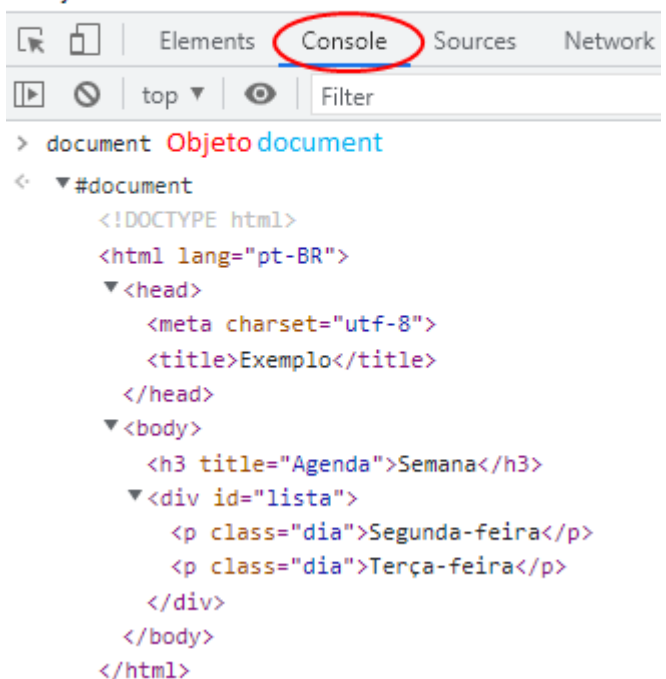 Elements Console Sources Network
top ▼ Filter
> document Objeto document
▼#document
<!DOCTYPE html>
<html lang="pt-BR">
▼<head>
<meta charset="utf-8">
<title>Exemplo</title>
</head>
▼<body>
<h3 title="Agenda">Semana</h3>
▼<div id="lista">
<p class="dia">Segunda-feira</p>
<p class="dia">Terça-feira</p>
</div>
</body>
</html>